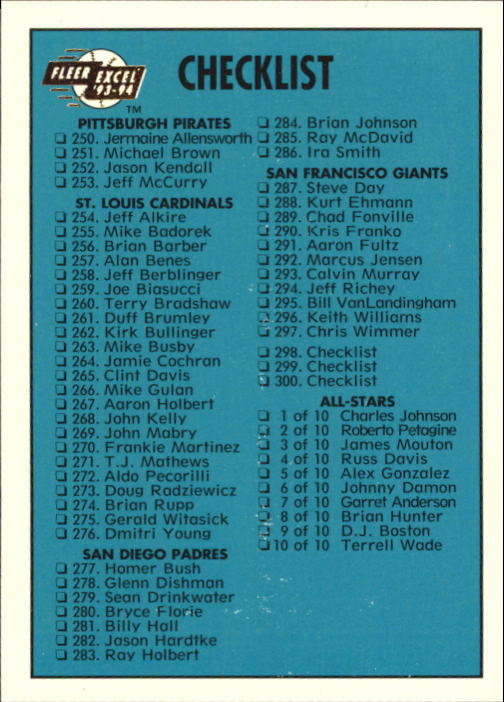 FLEER EXCEL
'93-'94
TM
CHECKLIST
PITTSBURGH PIRATES
250. Jermaine Allensworth
251. Michael Brown
252. Jason Kendall
253. Jeff McCurry
ST. LOUIS CARDINALS
254. Jeff Alkire
255. Mike Badorek
256. Brian Barber
257. Alan Benes
258. Jeff Berblinger
259. Joe Biasucci
260. Terry Bradshaw
261. Duff Brumley
262. Kirk Bullinger
263. Mike Busby
264. Jamie Cochran
265. Clint Davis
266. Mike Gulan
267. Aaron Holbert
268. John Kelly
269. John Mabry
270. Frankie Martinez
271. T.J. Mathews
272. Aldo Pecorilli
273. Doug Radziewicz
274. Brian Rupp
275. Gerald Witasick
276. Dmitri Young
SAN DIEGO PADRES
277. Homer Bush
278. Glenn Dishman
279. Sean Drinkwater
280. Bryce Florie
281. Billy Hall
282. Jason Hardtke
283. Ray Holbert
284. Brian Johnson
285. Ray McDavid
286. Ira Smith
SAN FRANCISCO GIANTS
287. Steve Day
288. Kurt Ehmann
289. Chad Fonville
290. Kris Franko
291. Aaron Fultz
292. Marcus Jensen
293. Calvin Murray
294. Jeff Richey
295. Bill VanLandingham
296. Keith Williams
297. Chris Wimmer
298. Checklist
299. Checklist
300. Checklist
ALL-STARS
1 of 10 Charles Johnson
2 of 10 Roberto Petagine
3 of 10 James Mouton
4 of 10 Russ Davis
5 of 10 Alex Gonzalez
6 of 10 Johnny Damon
7 of 10 Garret Anderson
8 of 10 Brian Hunter
9 of 10 D.J. Boston
10 of 10 Terrell Wade